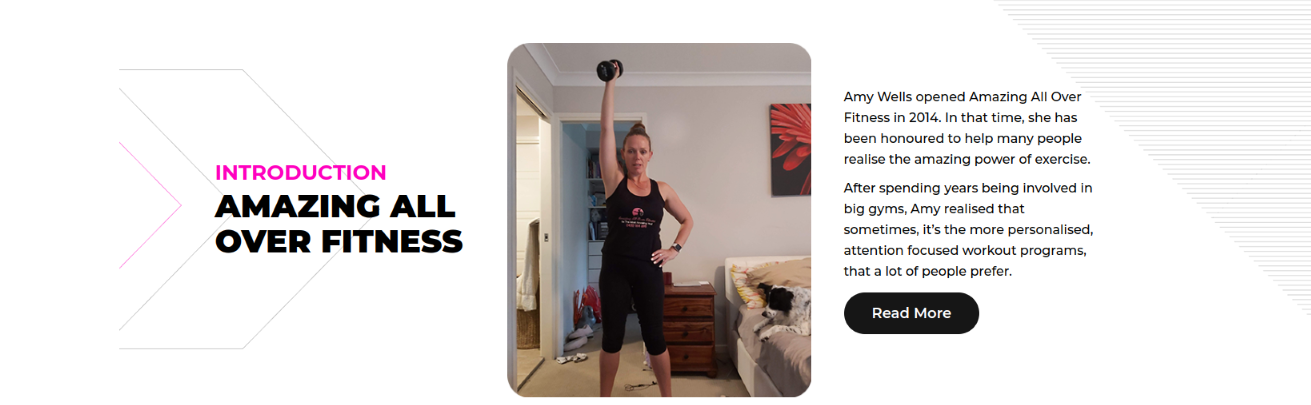 INTRODUCTION
AMAZING ALL
OVER FITNESS
Amy Wells opened Amazing All Over
Fitness in 2014. In that time, she has
been honoured to help many people
realise the amazing power of exercise.
After spending years being involved in
big gyms, Amy realised that
sometimes, it's the more personalised,
attention focused workout programs,
that a lot of people prefer.
Read More